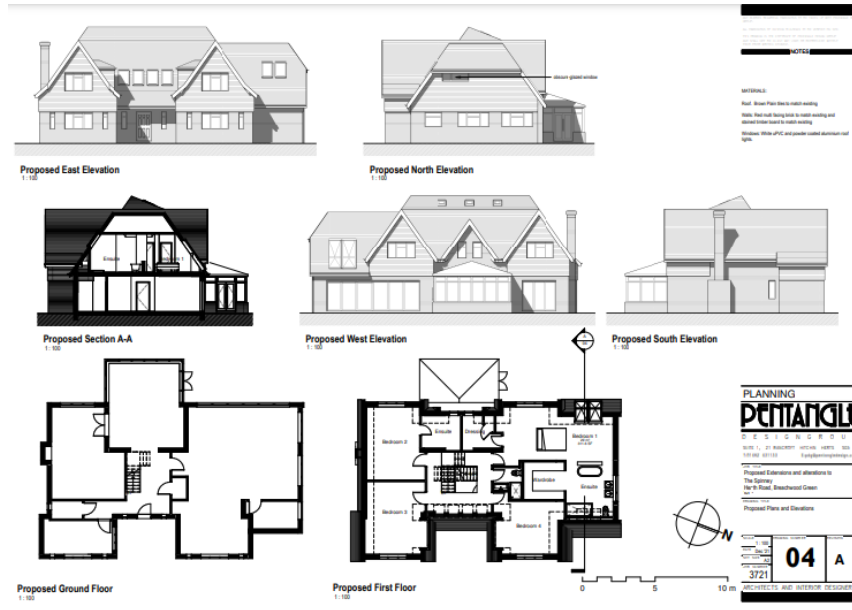 obscure glazed window
NOTES
MATERIALS:
Roof: Brown Plain tiles to match existing
Walls: Red multi facing brick to match existing and
stained timber board to match existing
Windows: White uPVC and powder coated aluminium roof
lights.
Proposed East Elevation
1 : 100
Proposed North Elevation
1 : 100
Ensuite
Proposed Section A-A
1 : 100
Proposed West Elevation
1 : 100
Proposed South Elevation
1 : 100
Bedroom 2
Ensuite
Dressing
Bedroom 1
Wardrobe
Ensuite
Bedroom 3
Bedroom 4
N
Proposed Ground Floor
1 : 100
Proposed First Floor
1 : 100
0 5 10 m
PLANNING
PENTANGLE
DESIGN GROU
Proposed Extensions and alterations to
The Spinney
Road, Breachwood Green
Proposed Plans and Elevations
1 : 100
Dec '21
A2
3721
04
A
ARCHITECTS AND INTERIOR DESIGNERS